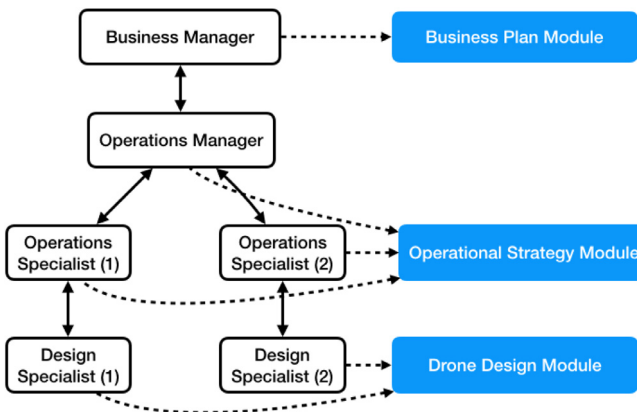 Business Manager
Business Plan Module
Operations Manager
Operations
Specialist (1)
Operations
Specialist (2)
Operational Strategy Module
Design
Specialist (1)
Design
Specialist (2)
Drone Design Module